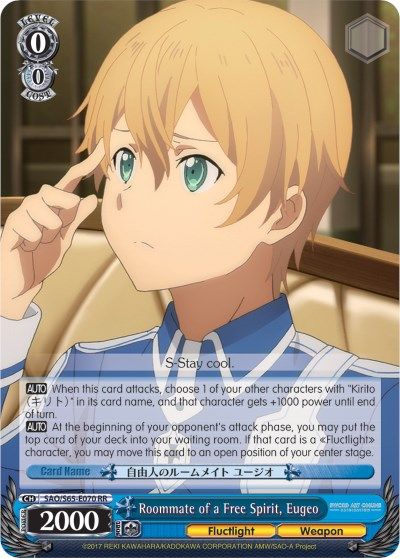 LEVEL
0
0
COST
S-Stay cool.
AUTO When this card attacks, choose 1 of your other characters with "Kirito
(キリト)" in its card name, and that character gets +1000 power until end
of turn.
AUTO At the beginning of your opponent's attack phase, you may put the
top card of your deck into your waiting room. If that card is a «Fluctlight»
character, you may move this card to an open position of your center stage.
Card Name 自由人のルームメイト ユージオ
CH SAO/S65-E070 RR
Roommate of a Free Spirit, Eugeo
POWER 2000
SWORD ART ONLINE
ALICIZATION
Fluctlight Weapon
©2017 REKI KAWAHARA/KADOKAWA CORPORATION AMW/SAO-A Project